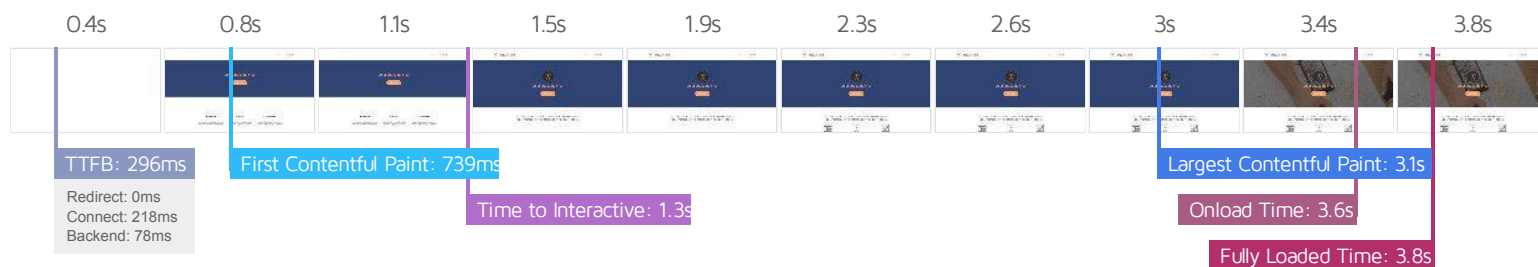 0.4s 0.8s 1.1s 1.5s 1.9s 2.3s 2.6s 3s 3.4s 3.8s
TTFB: 296ms
First Contentful Paint: 739ms
Largest Contentful Paint: 3.1s
Redirect: 0ms
Connect: 218ms
Backend: 78ms
Time to Interactive: 1.3s
Onload Time: 3.6s
Fully Loaded Time: 3.8s